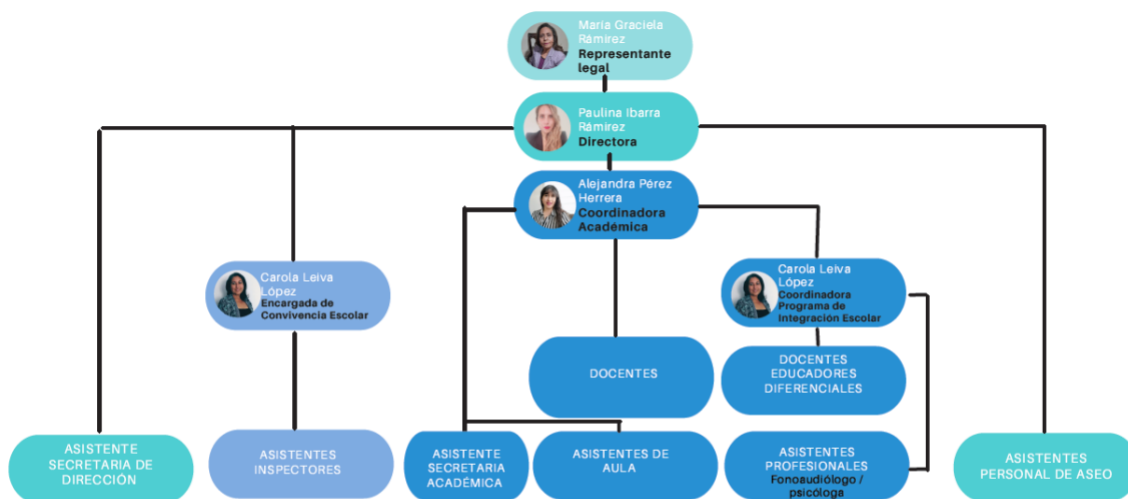 María Graciela
Ramirez
Representante
legal
Paulina Ibarra
Ramirez
Directora
Alejandra Pérez
Herrera
Coordinadora
Académica
Carola Leiva
López
Encargada de
Convivencia Escolar
Carola Leiva
López
Coordinadora
Programa de
Integración Escolar
DOCENTES
DOCENTES
EDUCADORES
DIFERENCIALES
ASISTENTE
SECRETARIA DE
DIRECCIÓN
ASISTENTES
INSPECTORES
ASISTENTE
SECRETARIA
ACADÉMICA
ASISTENTES DE
AULA
ASISTENTES
PROFESIONALES
Fonoaudiólogo /
psicóloga
ASISTENTES
PERSONAL DE ASEO